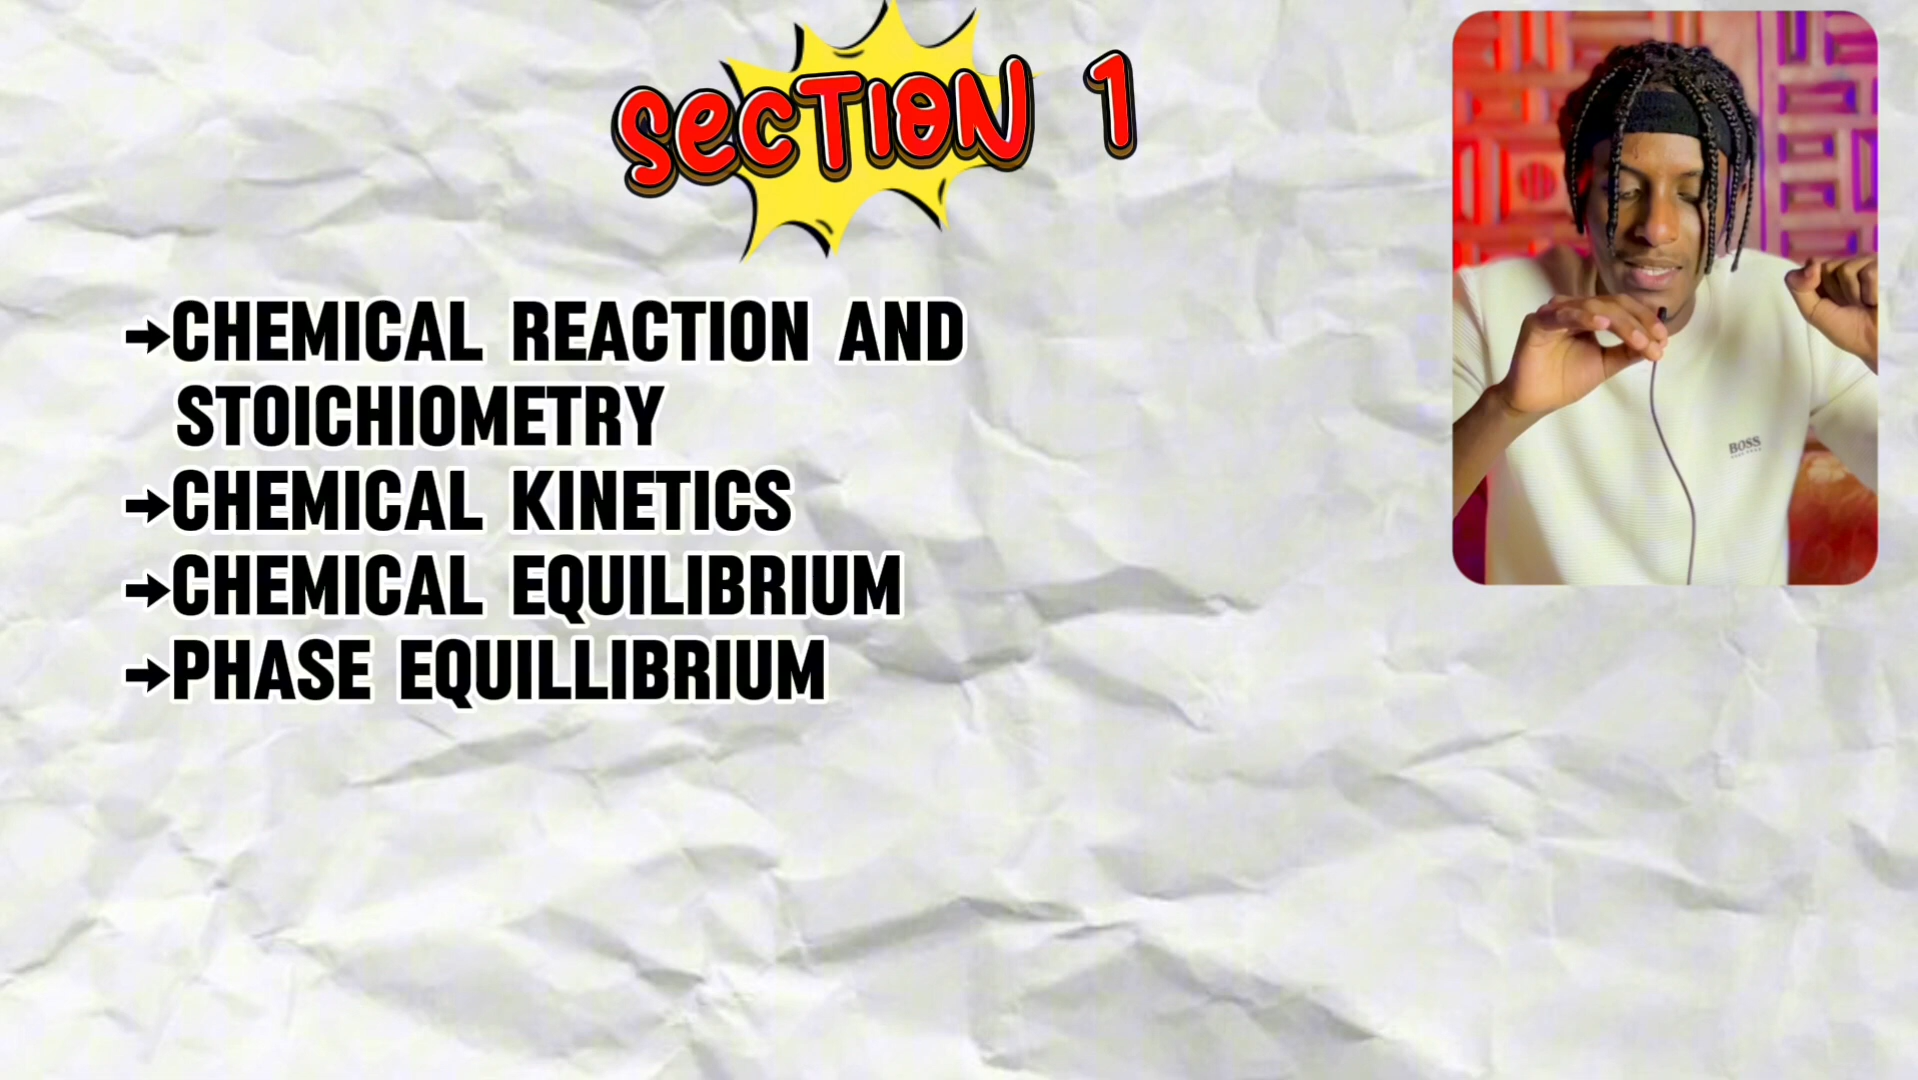 SECTION 1
→CHEMICAL REACTION AND
STOICHIOMETRY
→CHEMICAL KINETICS
→CHEMICAL EQUILIBRIUM
→PHASE EQUILLIBRIUM
BOSS